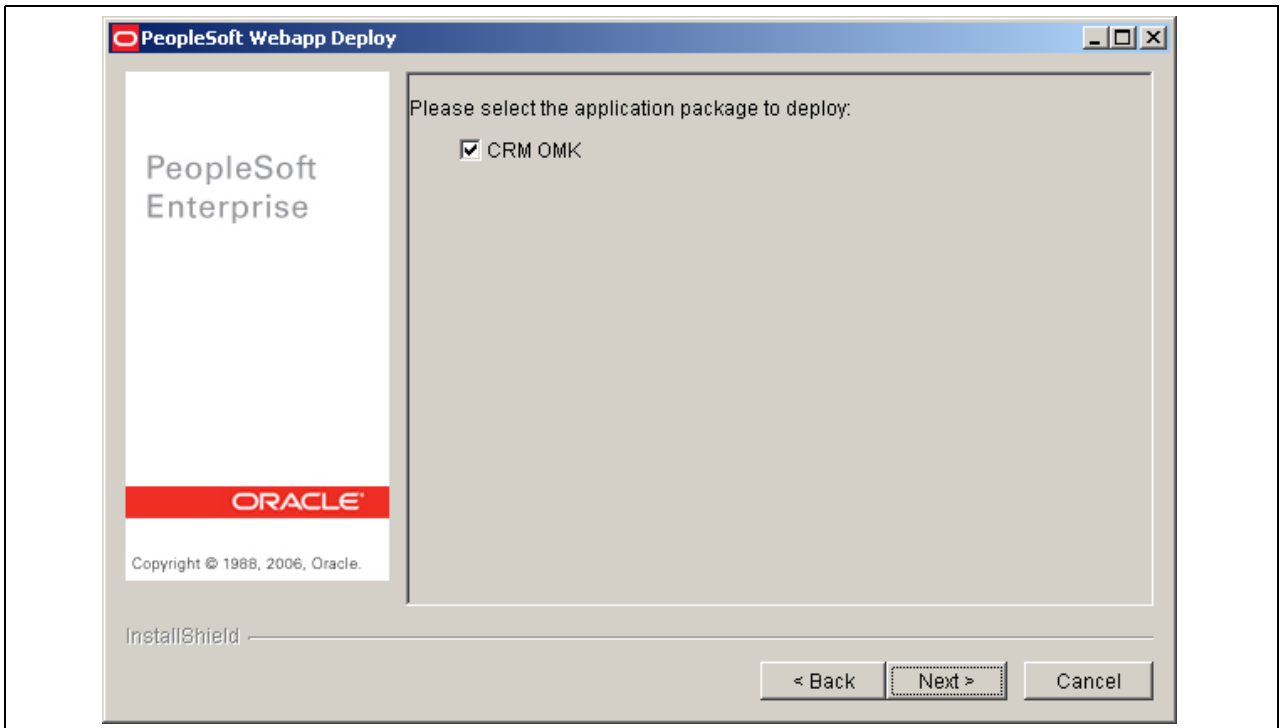 PeopleSoft Webapp Deploy
PeopleSoft
Enterprise
ORACLE®
Copyright © 1988, 2006, Oracle.
Please select the application package to deploy:
CRM OMK
InstallShield
< Back
Next >
Cancel